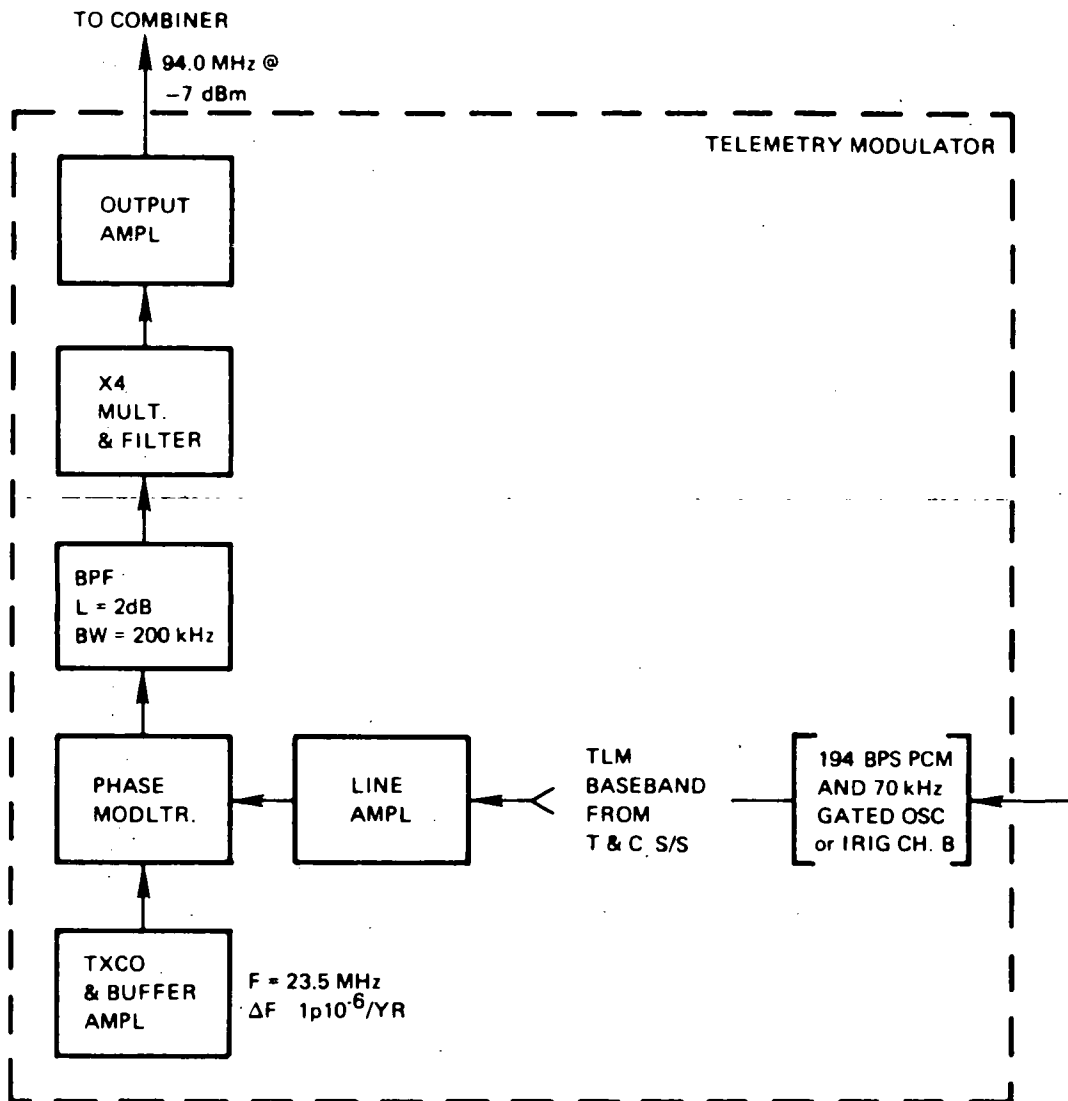 TO COMBINER
94.0 MHz @
−7 dBm
TELEMETRY MODULATOR
OUTPUT
AMPL
X4
MULT.
& FILTER
BPF
L = 2dB
BW = 200 kHz
PHASE
MODLTR.
LINE
AMPL
TLM
BASEBAND
FROM
T & C S/S
194 BPS PCM
AND 70 kHz
GATED OSC
or IRIG CH. B
TXCO
& BUFFER
AMPL
F = 23.5 MHz
ΔF 1p10⁻⁶/YR